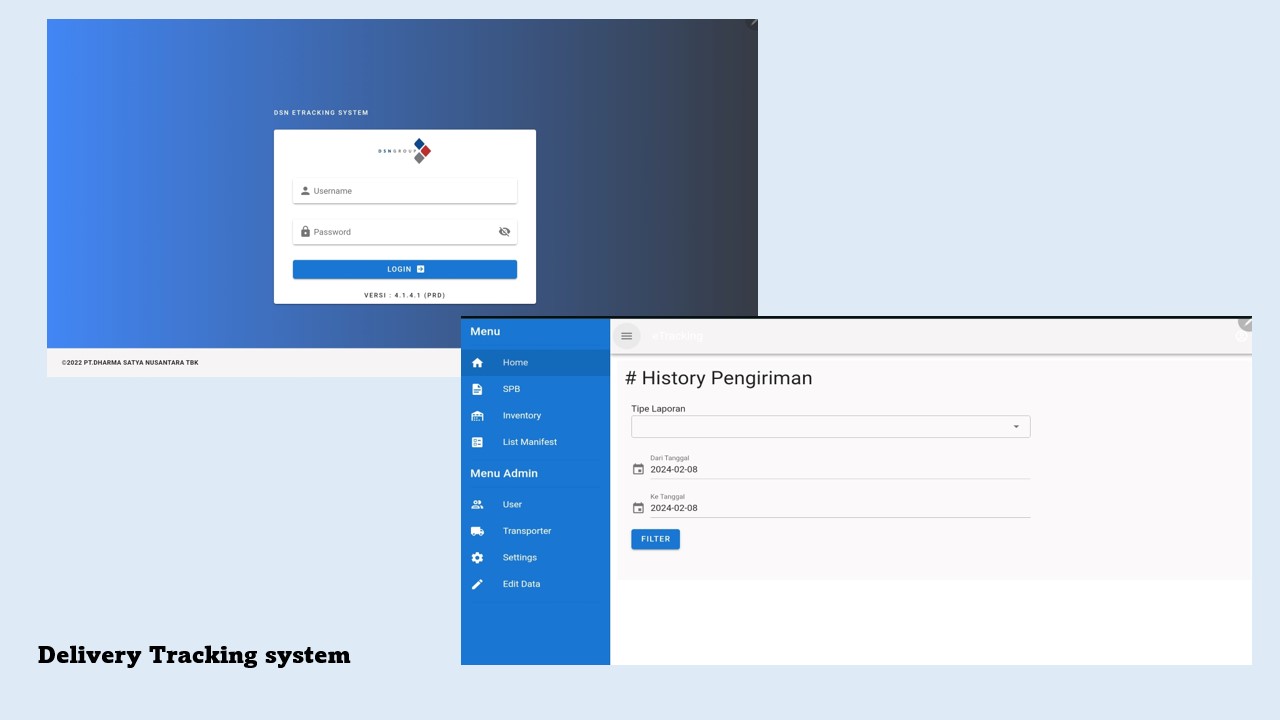 DSN ETRACKING SYSTEM
DSNGROUP
Username
Password
LOGIN
VERSI : 4.1.4.1 (PRD)
©2022 PT.DHARMA SATYA NUSANTARA TBK
Menu
Home
SPB
Inventory
List Manifest
Menu Admin
User
Transporter
Settings
Edit Data
eTracking
# History Pengiriman
Tipe Laporan
Dari Tanggal
2024-02-08
Ke Tanggal
2024-02-08
FILTER
Delivery Tracking system